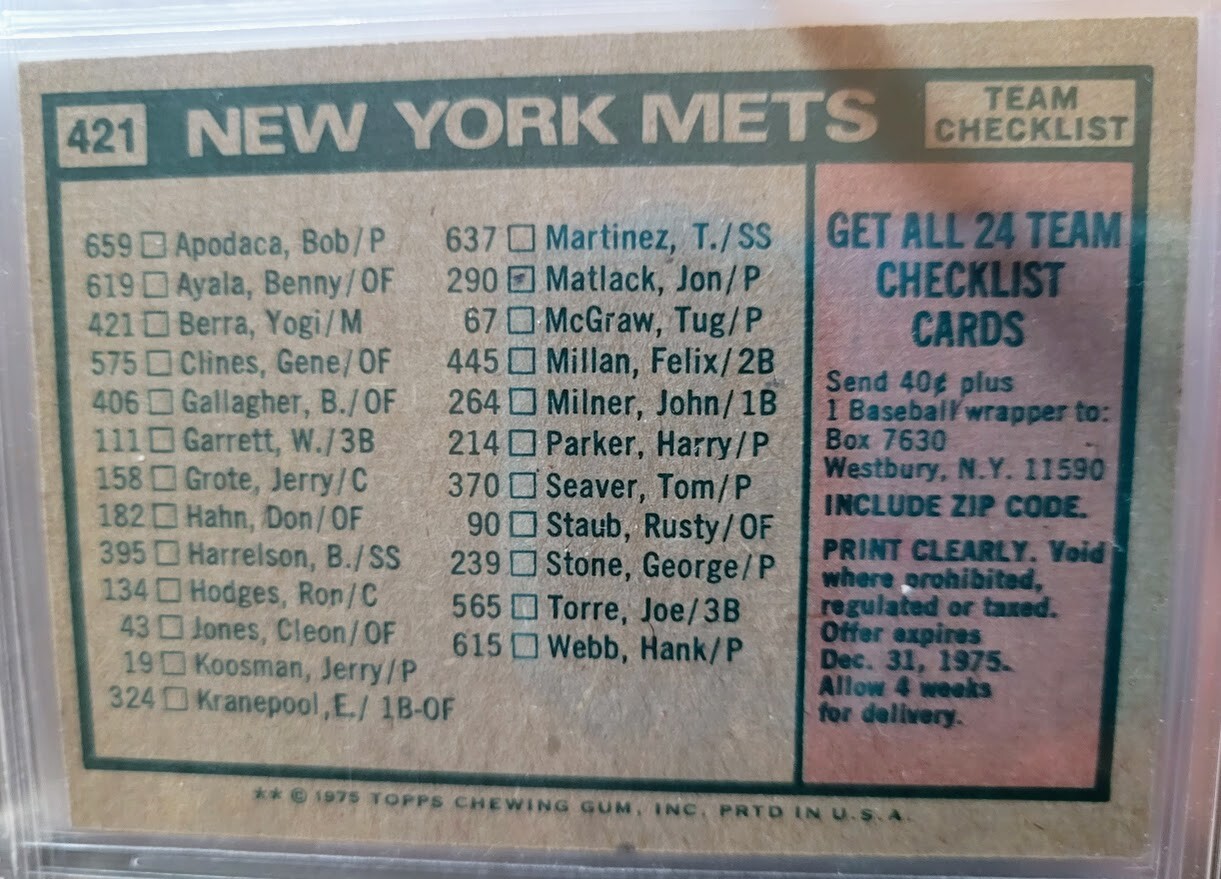 421 NEW YORK METS TEAM CHECKLIST
659 □ Apodaca, Bob/P
619 □ Ayala, Benny/OF
421 □ Berra, Yogi/M
575 □ Clines, Gene/OF
406 □ Gallagher, B./OF
111 □ Garrett, W./3B
158 □ Grote, Jerry/C
182 □ Hahn, Don/OF
395 □ Harrelson, B./SS
134 □ Hodges, Ron/C
43 □ Jones, Cleon/OF
19 □ Koosman, Jerry/P
324 □ Kranepool,E./ 1B-OF
637 □ Martinez, T./SS
290 □ Matlack, Jon/P
67 □ McGraw, Tug/P
445 □ Millan, Felix/2B
264 □ Milner, John/1B
214 □ Parker, Harry/P
370 □ Seaver, Tom/P
90 □ Staub, Rusty/OF
239 □ Stone, George/P
565 □ Torre, Joe/3B
615 □ Webb, Hank/P
GET ALL 24 TEAM
CHECKLIST
CARDS
Send 40¢ plus
1 Baseball wrapper to:
Box 7630
Westbury, N.Y. 11590
INCLUDE ZIP CODE.
PRINT CLEARLY. Void
where prohibited,
regulated or taxed.
Offer expires
Dec. 31, 1975.
Allow 4 weeks
for delivery.
** © 1975 TOPPS CHEWING GUM, INC. PRTD IN U.S.A.